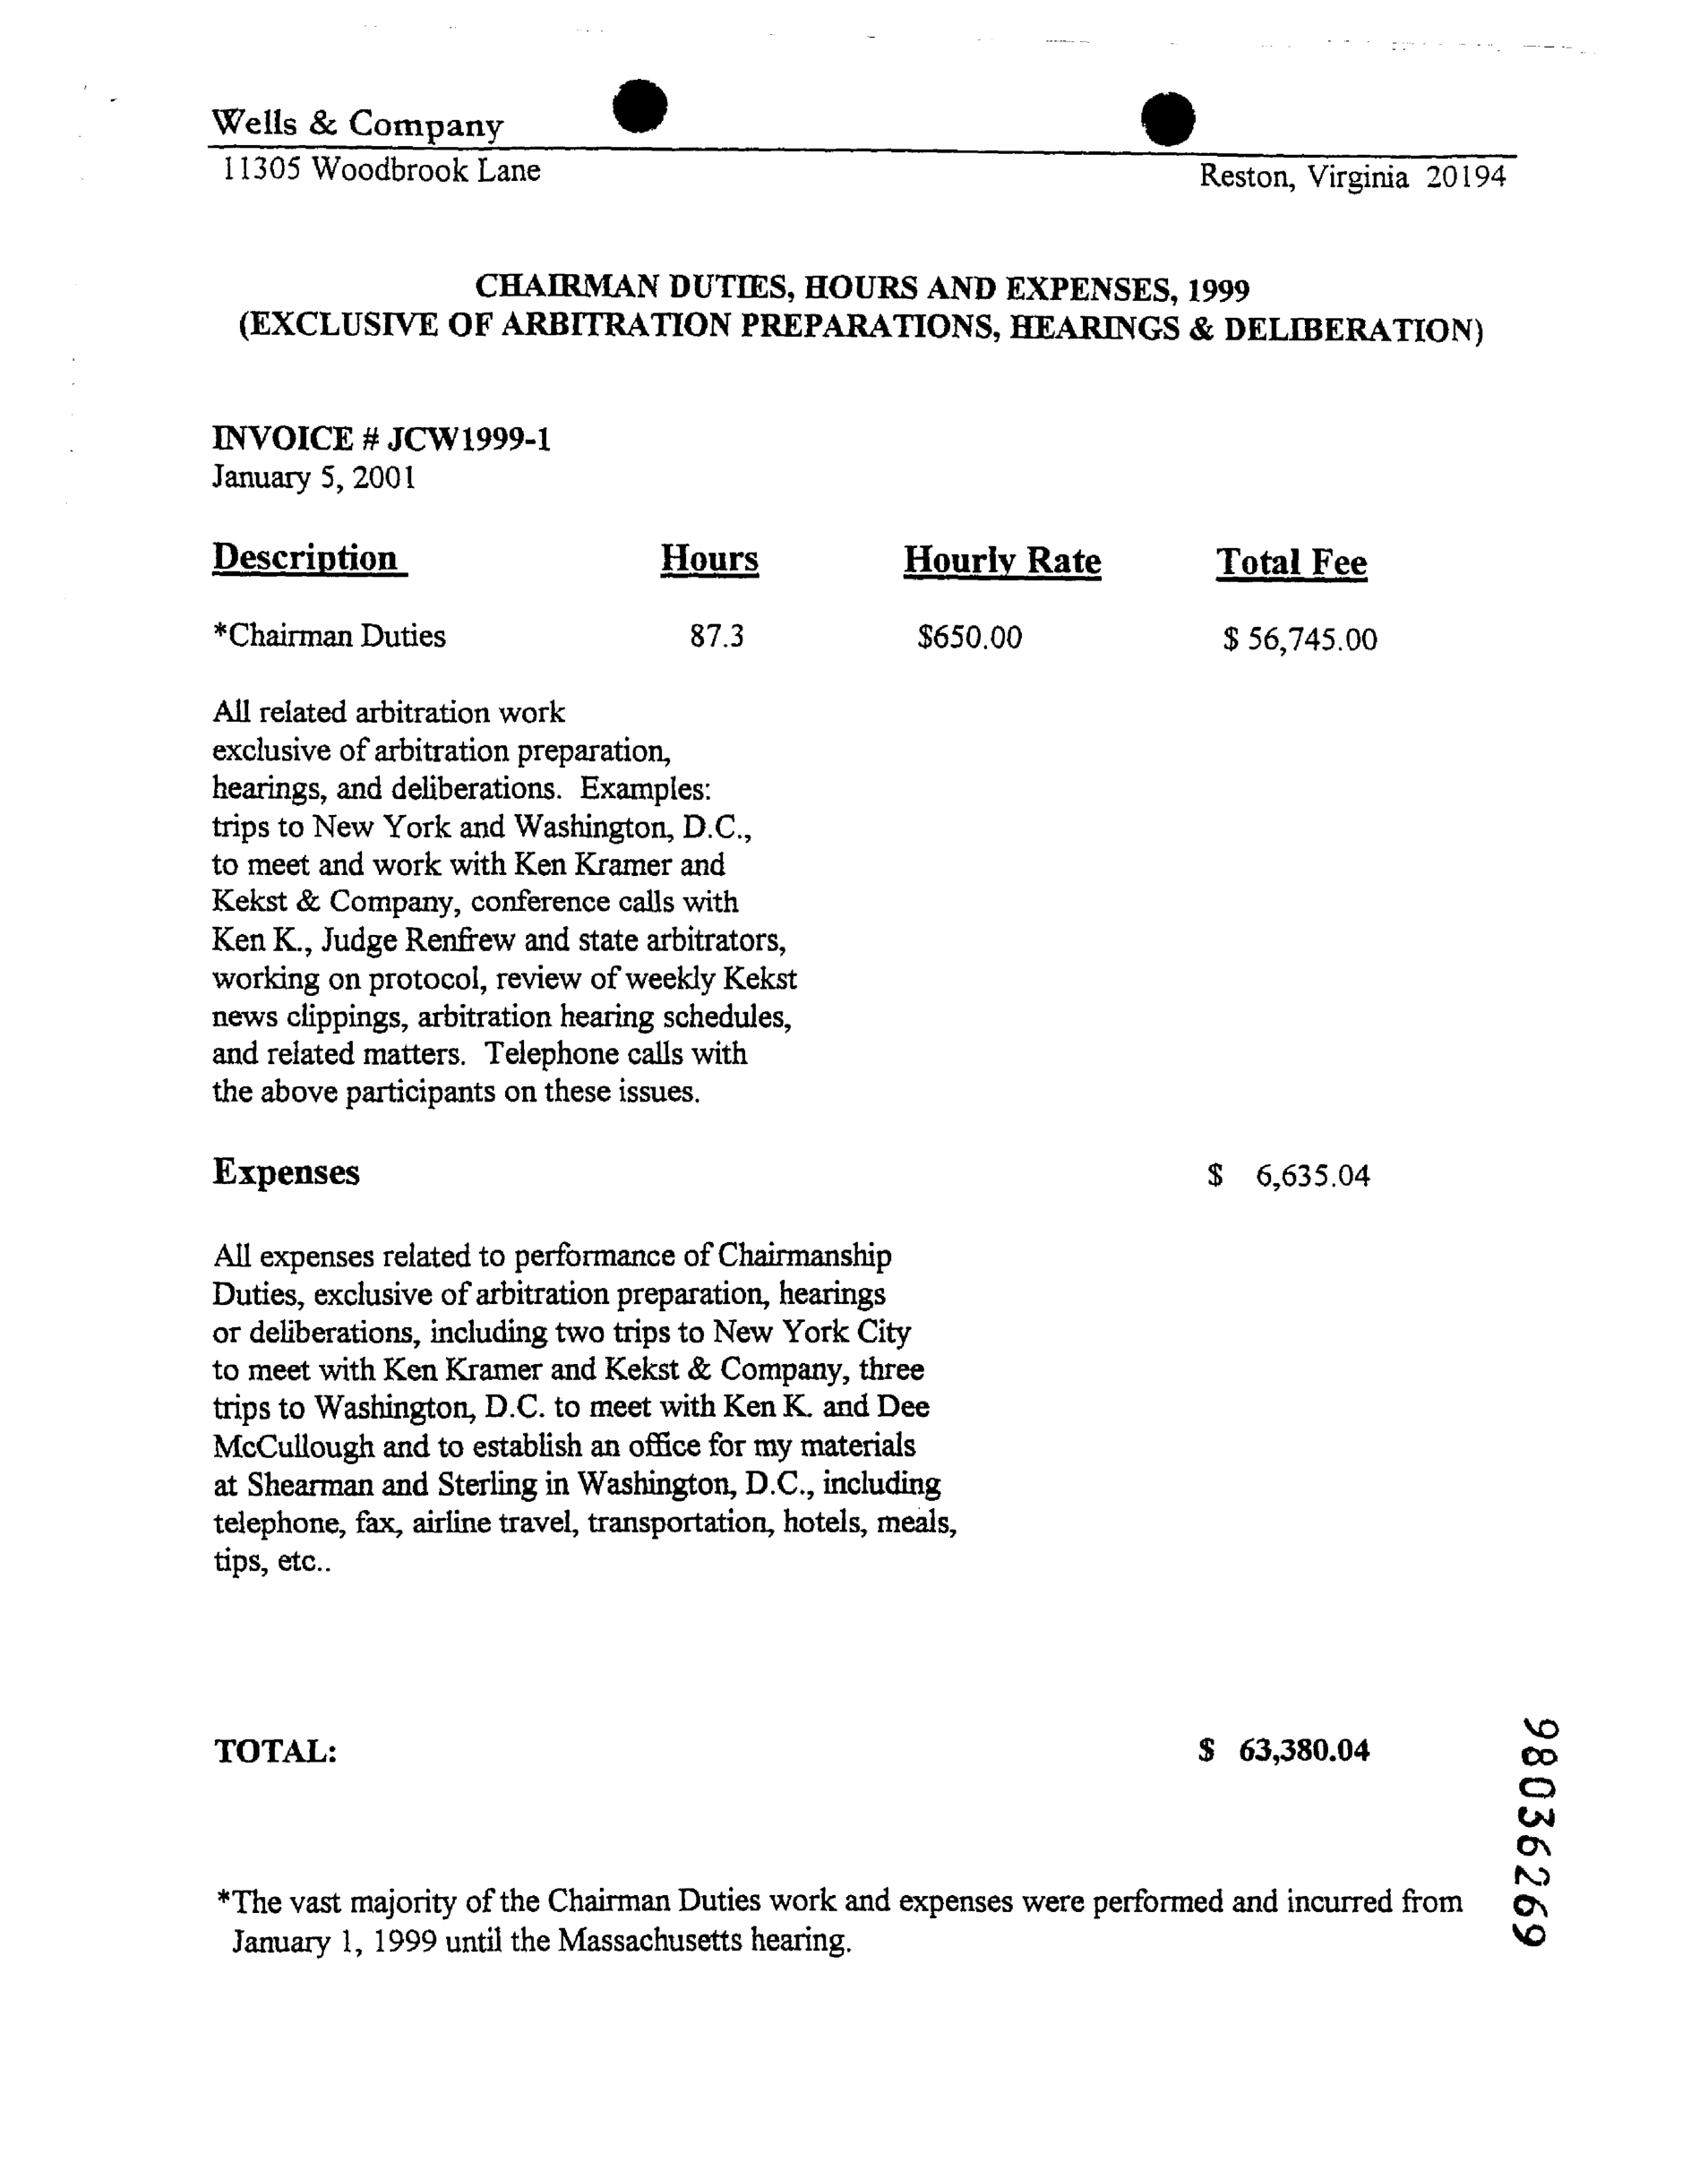 Wells & Company
11305 Woodbrook Lane Reston, Virginia 20194
CHAIRMAN DUTIES, HOURS AND EXPENSES, 1999
(EXCLUSIVE OF ARBITRATION PREPARATIONS, HEARINGS & DELIBERATION)
INVOICE # JCW1999-1
January 5, 2001
Description Hours Hourly Rate Total Fee
*Chairman Duties 87.3 $650.00 $ 56,745.00
All related arbitration work
exclusive of arbitration preparation,
hearings, and deliberations. Examples:
trips to New York and Washington, D.C.,
to meet and work with Ken Kramer and
Kekst & Company, conference calls with
Ken K., Judge Renfrew and state arbitrators,
working on protocol, review of weekly Kekst
news clippings, arbitration hearing schedules,
and related matters. Telephone calls with
the above participants on these issues.
Expenses $ 6,635.04
All expenses related to performance of Chairmanship
Duties, exclusive of arbitration preparation, hearings
or deliberations, including two trips to New York City
to meet with Ken Kramer and Kekst & Company, three
trips to Washington, D.C. to meet with Ken K. and Dee
McCullough and to establish an office for my materials
at Shearman and Sterling in Washington, D.C., including
telephone, fax, airline travel, transportation, hotels, meals,
tips, etc..
TOTAL: $ 63,380.04
*The vast majority of the Chairman Duties work and expenses were performed and incurred from
January 1, 1999 until the Massachusetts hearing.
98036269